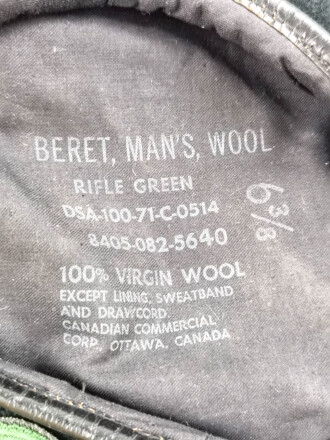 BERET, MAN'S, WOOL
RIFLE GREEN
DSA-100-71-C-0514
8405-082-5640
100% VIRGIN WOOL
EXCEPT LINING, SWEATBAND
AND DRAWCORD
CANADIAN COMMERCIAL
CORP., OTTAWA, CANADA
6 3/8